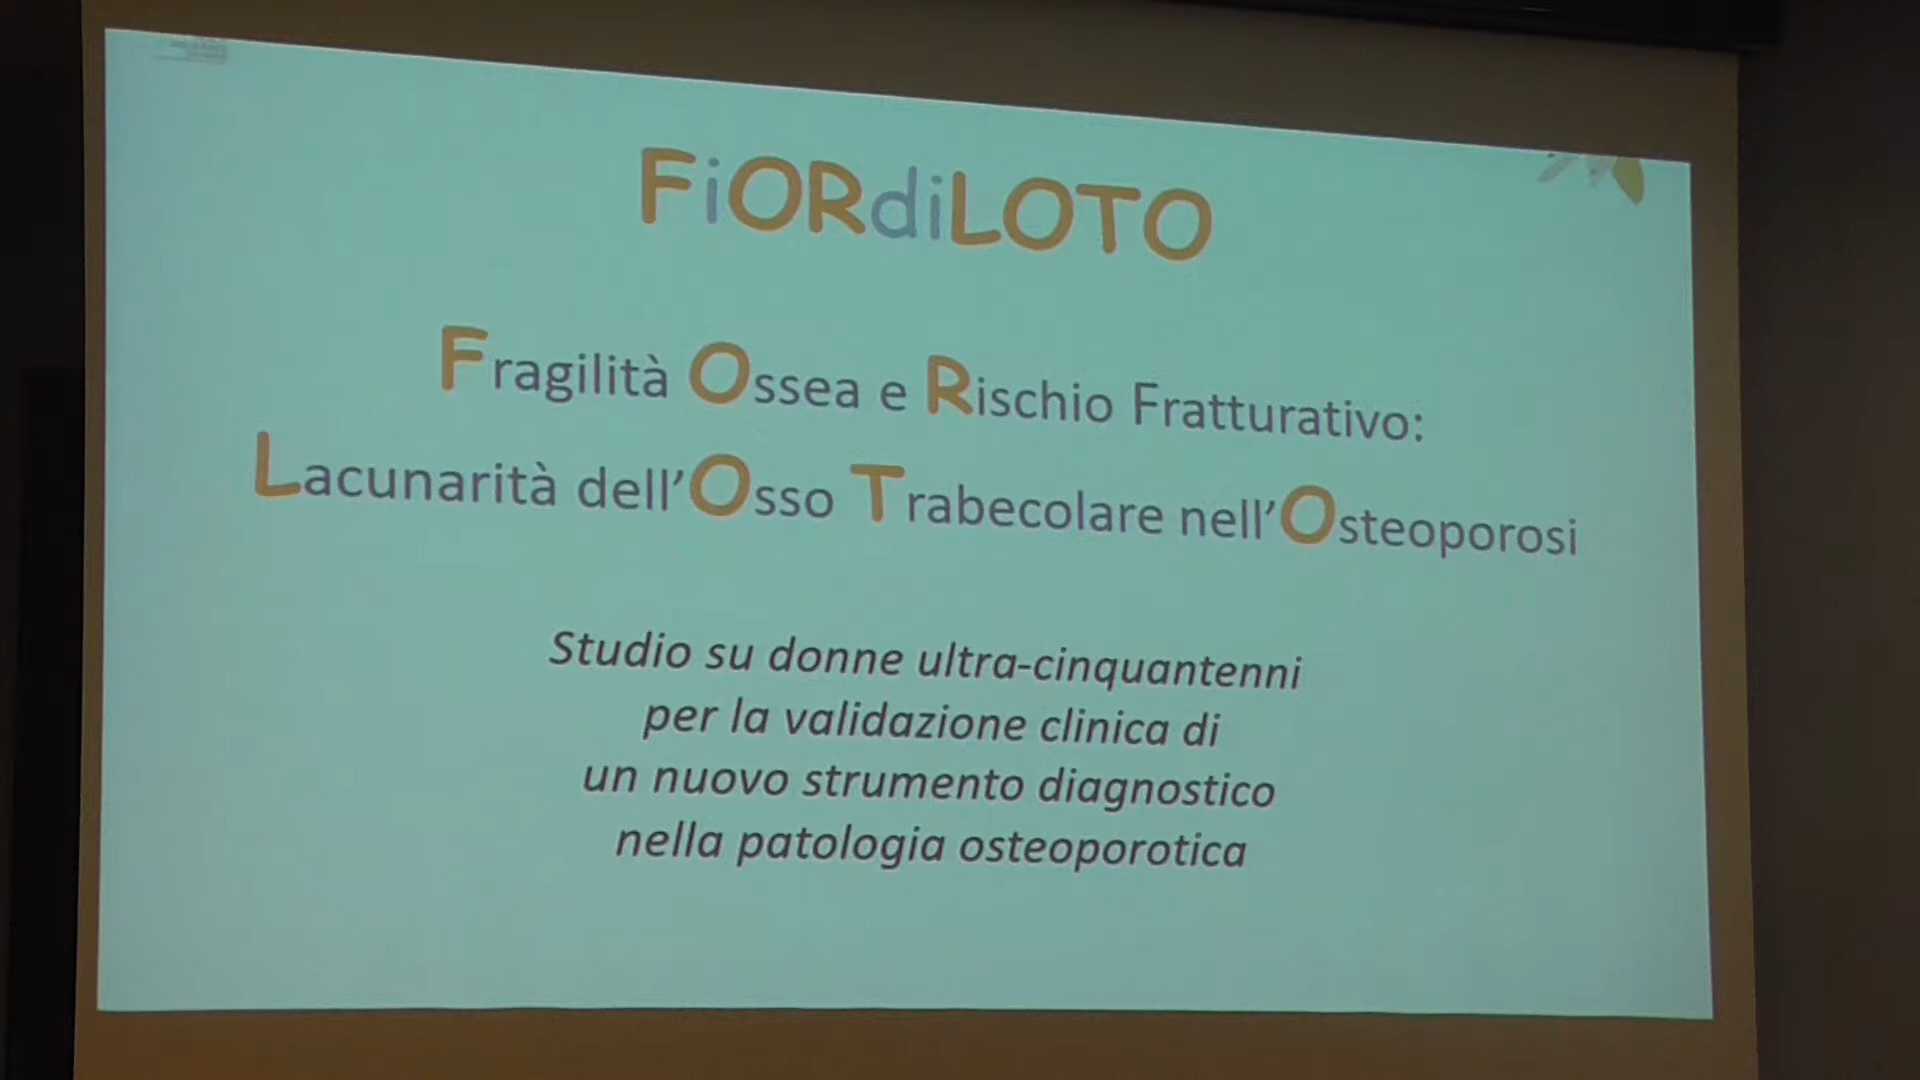 FiORdiLOTO
Fragilità Ossea e Rischio Fratturativo:
Lacunarità dell'Osso Trabecolare nell'Osteoporosi
Studio su donne ultra-cinquantenni
per la validazione clinica di
un nuovo strumento diagnostico
nella patologia osteoporotica